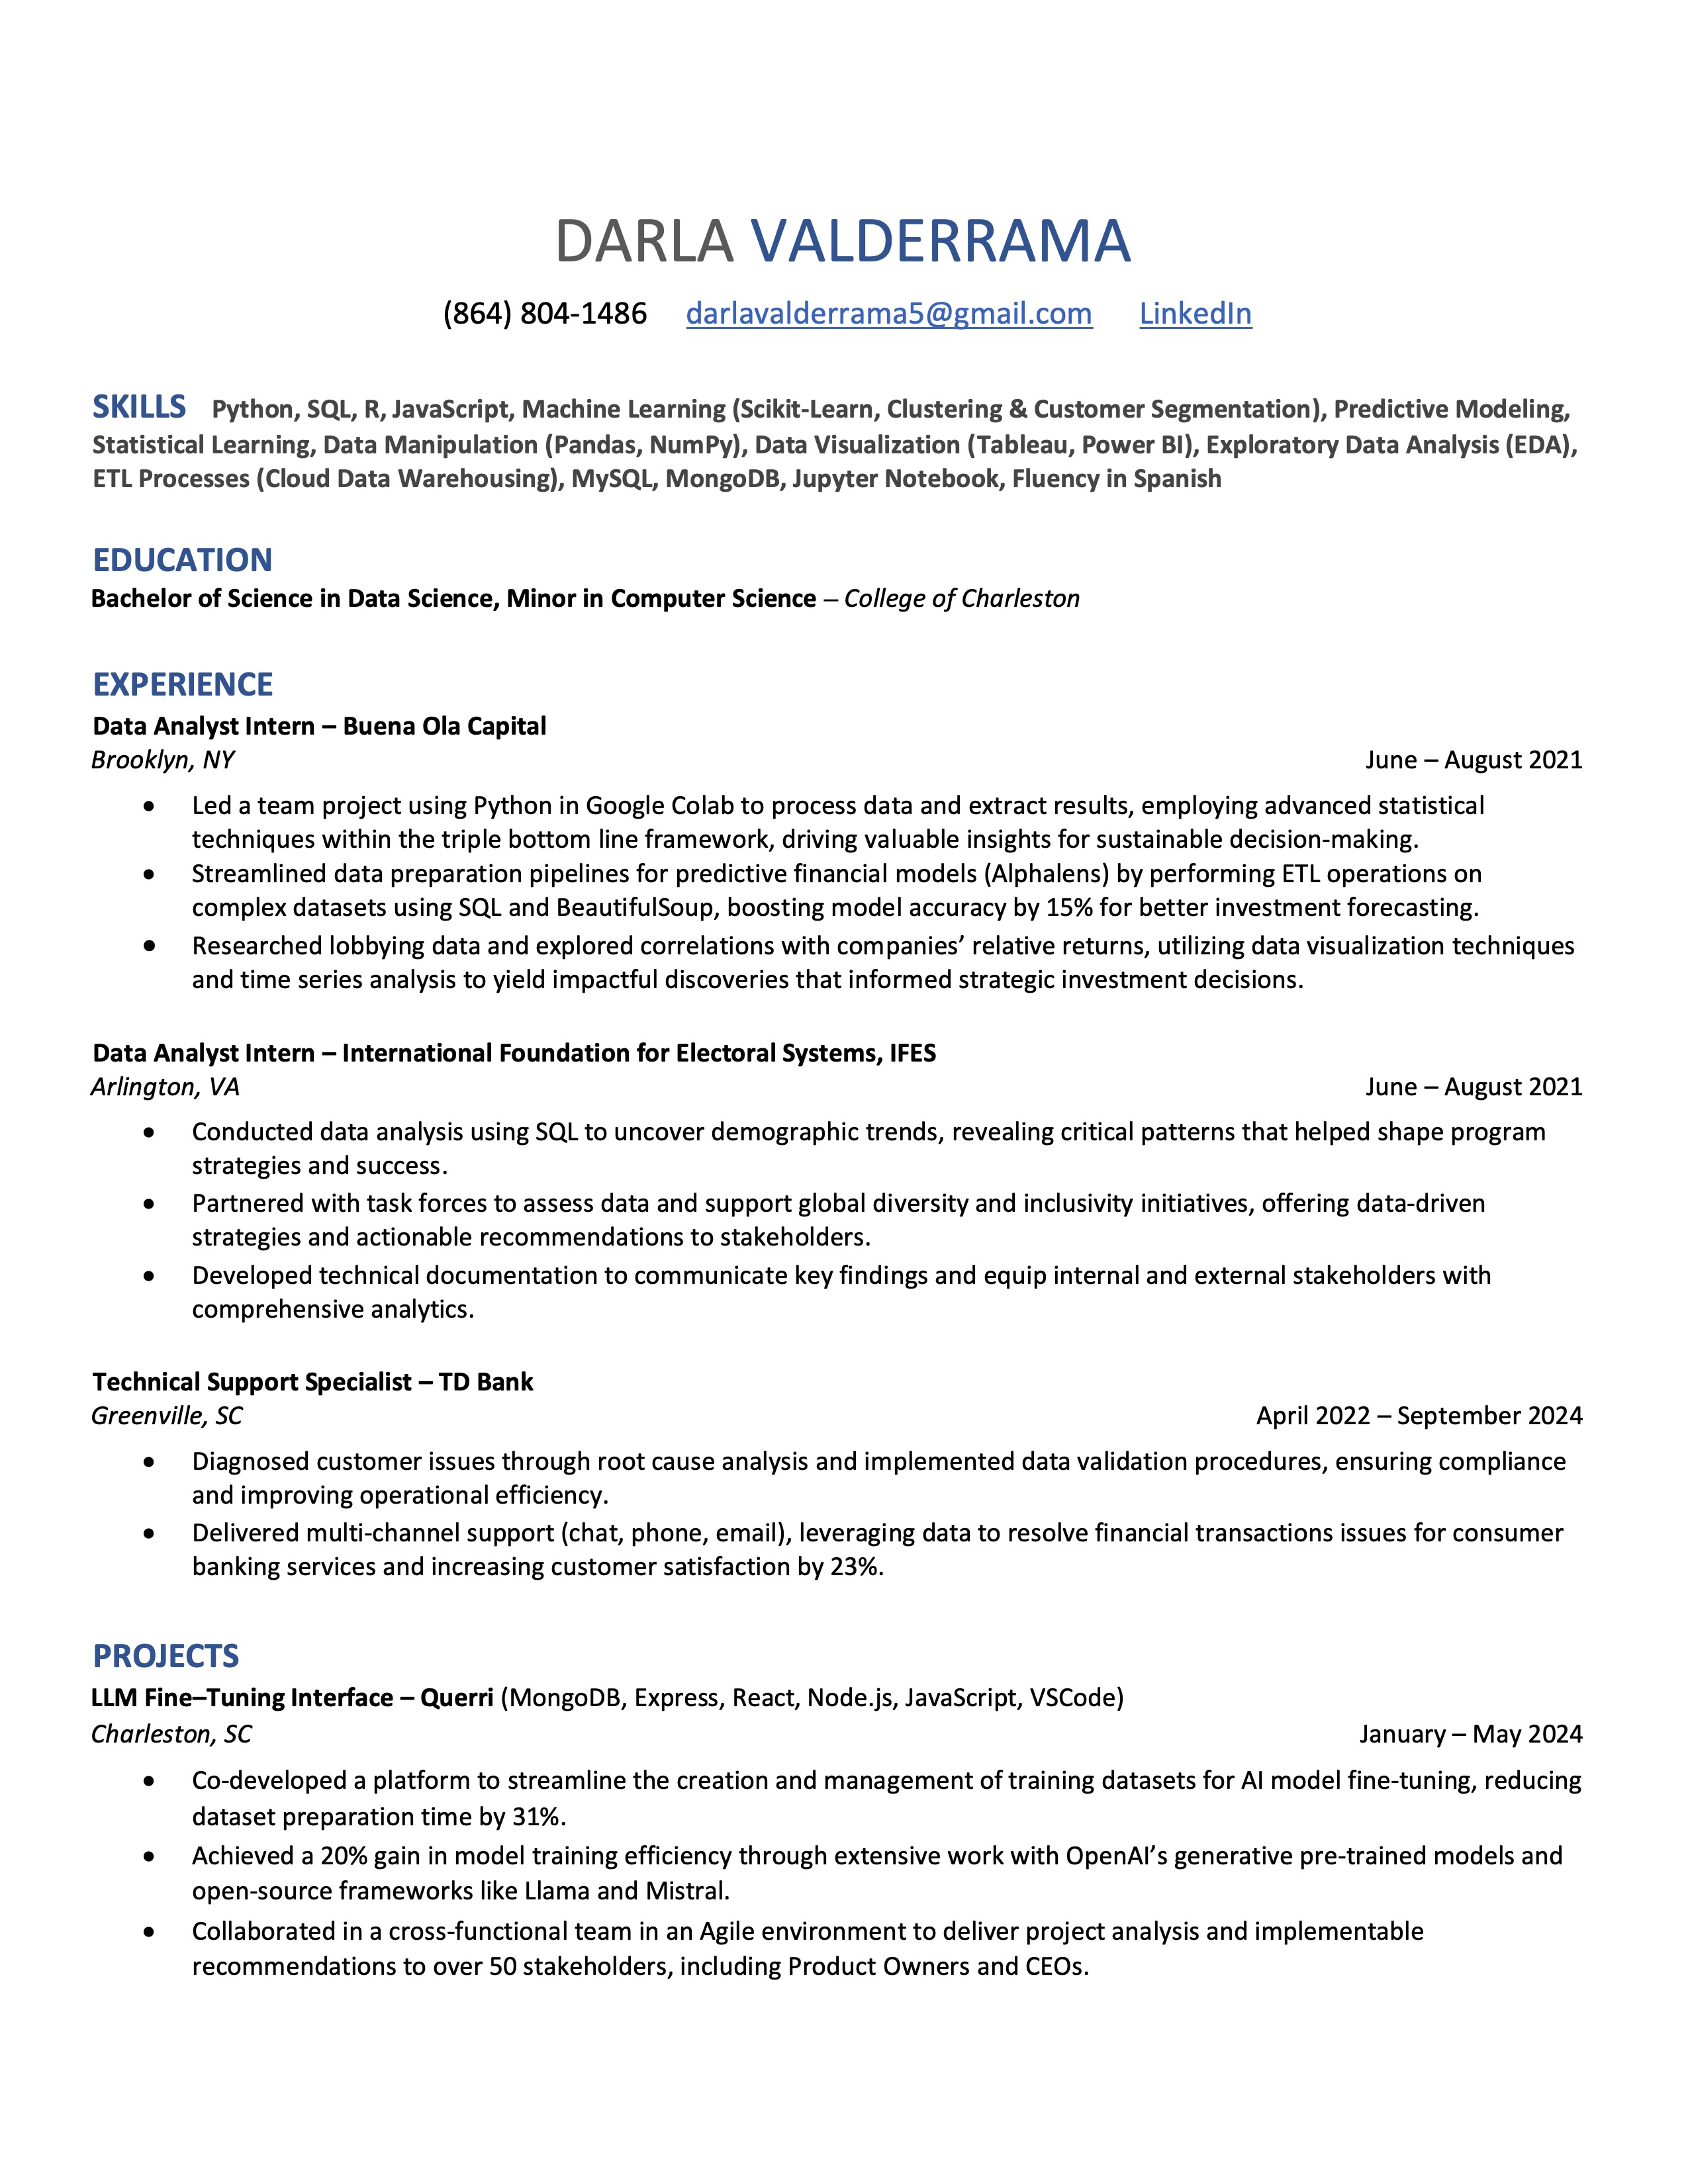 DARLA VALDERRAMA
(864) 804-1486 darlavalderrama5@gmail.com LinkedIn
SKILLS Python, SQL, R, JavaScript, Machine Learning (Scikit-Learn, Clustering & Customer Segmentation), Predictive Modeling,
Statistical Learning, Data Manipulation (Pandas, NumPy), Data Visualization (Tableau, Power BI), Exploratory Data Analysis (EDA),
ETL Processes (Cloud Data Warehousing), MySQL, MongoDB, Jupyter Notebook, Fluency in Spanish
EDUCATION
Bachelor of Science in Data Science, Minor in Computer Science – College of Charleston
EXPERIENCE
Data Analyst Intern – Buena Ola Capital
Brooklyn, NY June – August 2021
• Led a team project using Python in Google Colab to process data and extract results, employing advanced statistical
techniques within the triple bottom line framework, driving valuable insights for sustainable decision-making.
• Streamlined data preparation pipelines for predictive financial models (Alphalens) by performing ETL operations on
complex datasets using SQL and BeautifulSoup, boosting model accuracy by 15% for better investment forecasting.
• Researched lobbying data and explored correlations with companies’ relative returns, utilizing data visualization techniques
and time series analysis to yield impactful discoveries that informed strategic investment decisions.
Data Analyst Intern – International Foundation for Electoral Systems, IFES
Arlington, VA June – August 2021
• Conducted data analysis using SQL to uncover demographic trends, revealing critical patterns that helped shape program
strategies and success.
• Partnered with task forces to assess data and support global diversity and inclusivity initiatives, offering data-driven
strategies and actionable recommendations to stakeholders.
• Developed technical documentation to communicate key findings and equip internal and external stakeholders with
comprehensive analytics.
Technical Support Specialist – TD Bank
Greenville, SC April 2022 – September 2024
• Diagnosed customer issues through root cause analysis and implemented data validation procedures, ensuring compliance
and improving operational efficiency.
• Delivered multi-channel support (chat, phone, email), leveraging data to resolve financial transactions issues for consumer
banking services and increasing customer satisfaction by 23%.
PROJECTS
LLM Fine–Tuning Interface – Querri (MongoDB, Express, React, Node.js, JavaScript, VSCode)
Charleston, SC January – May 2024
• Co-developed a platform to streamline the creation and management of training datasets for AI model fine-tuning, reducing
dataset preparation time by 31%.
• Achieved a 20% gain in model training efficiency through extensive work with OpenAI’s generative pre-trained models and
open-source frameworks like Llama and Mistral.
• Collaborated in a cross-functional team in an Agile environment to deliver project analysis and implementable
recommendations to over 50 stakeholders, including Product Owners and CEOs.